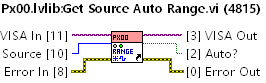 Px00.lvlib:Get Source Auto Range.vi (4815)
VISA In [11]
PX00
[3] VISA Out
Source [10]
RANGE
[2] Auto?
Error In [8]
[0] Error Out